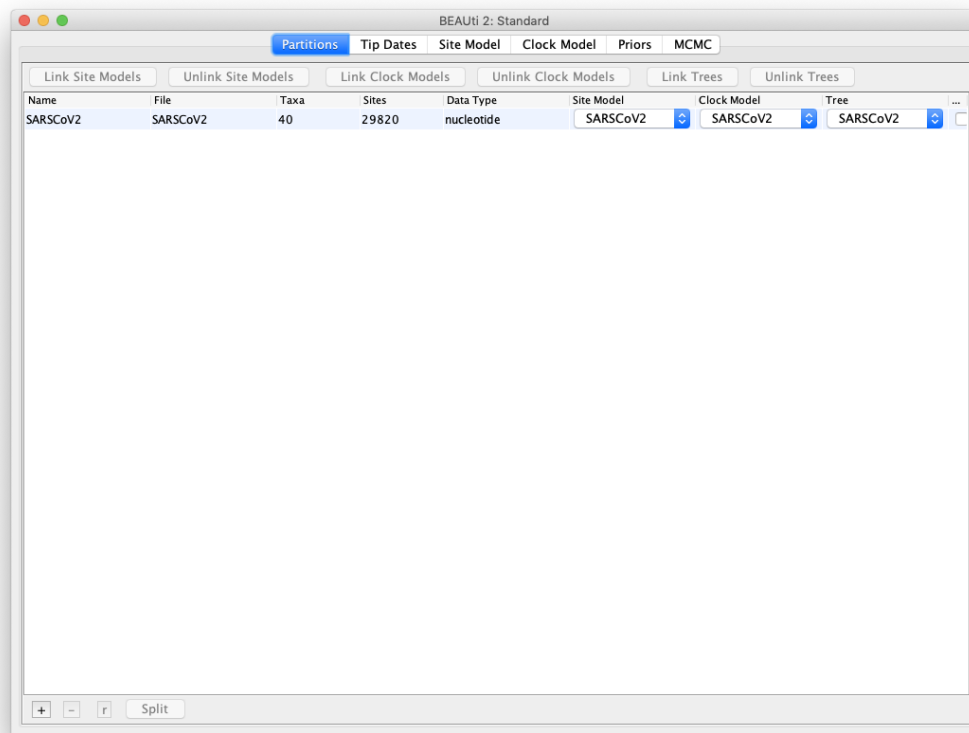 BEAUti 2: Standard
Partitions Tip Dates Site Model Clock Model Priors MCMC
Link Site Models Unlink Site Models Link Clock Models Unlink Clock Models Link Trees Unlink Trees
Name File Taxa Sites Data Type Site Model Clock Model Tree ...
SARSCoV2 SARSCoV2 40 29820 nucleotide SARSCoV2 SARSCoV2 SARSCoV2
+ - r Split